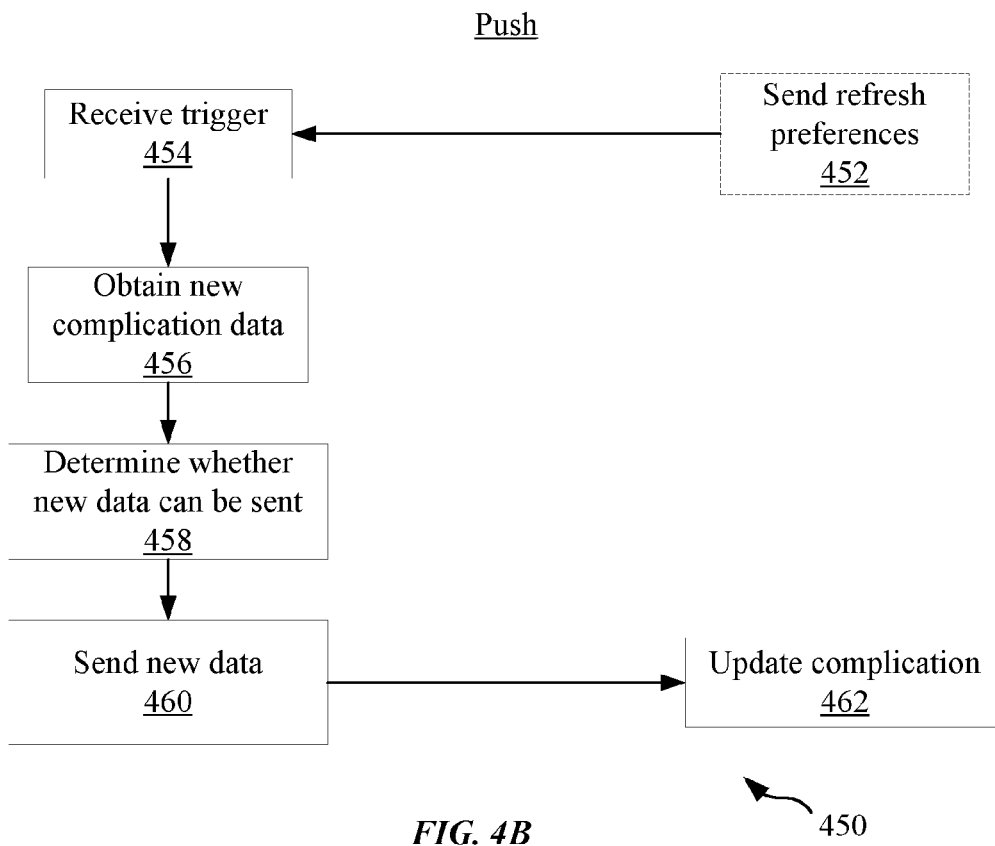 Push
Receive trigger
454
Send refresh
preferences
452
Obtain new
complication data
456
Determine whether
new data can be sent
458
Send new data
460
Update complication
462
450
FIG. 4B